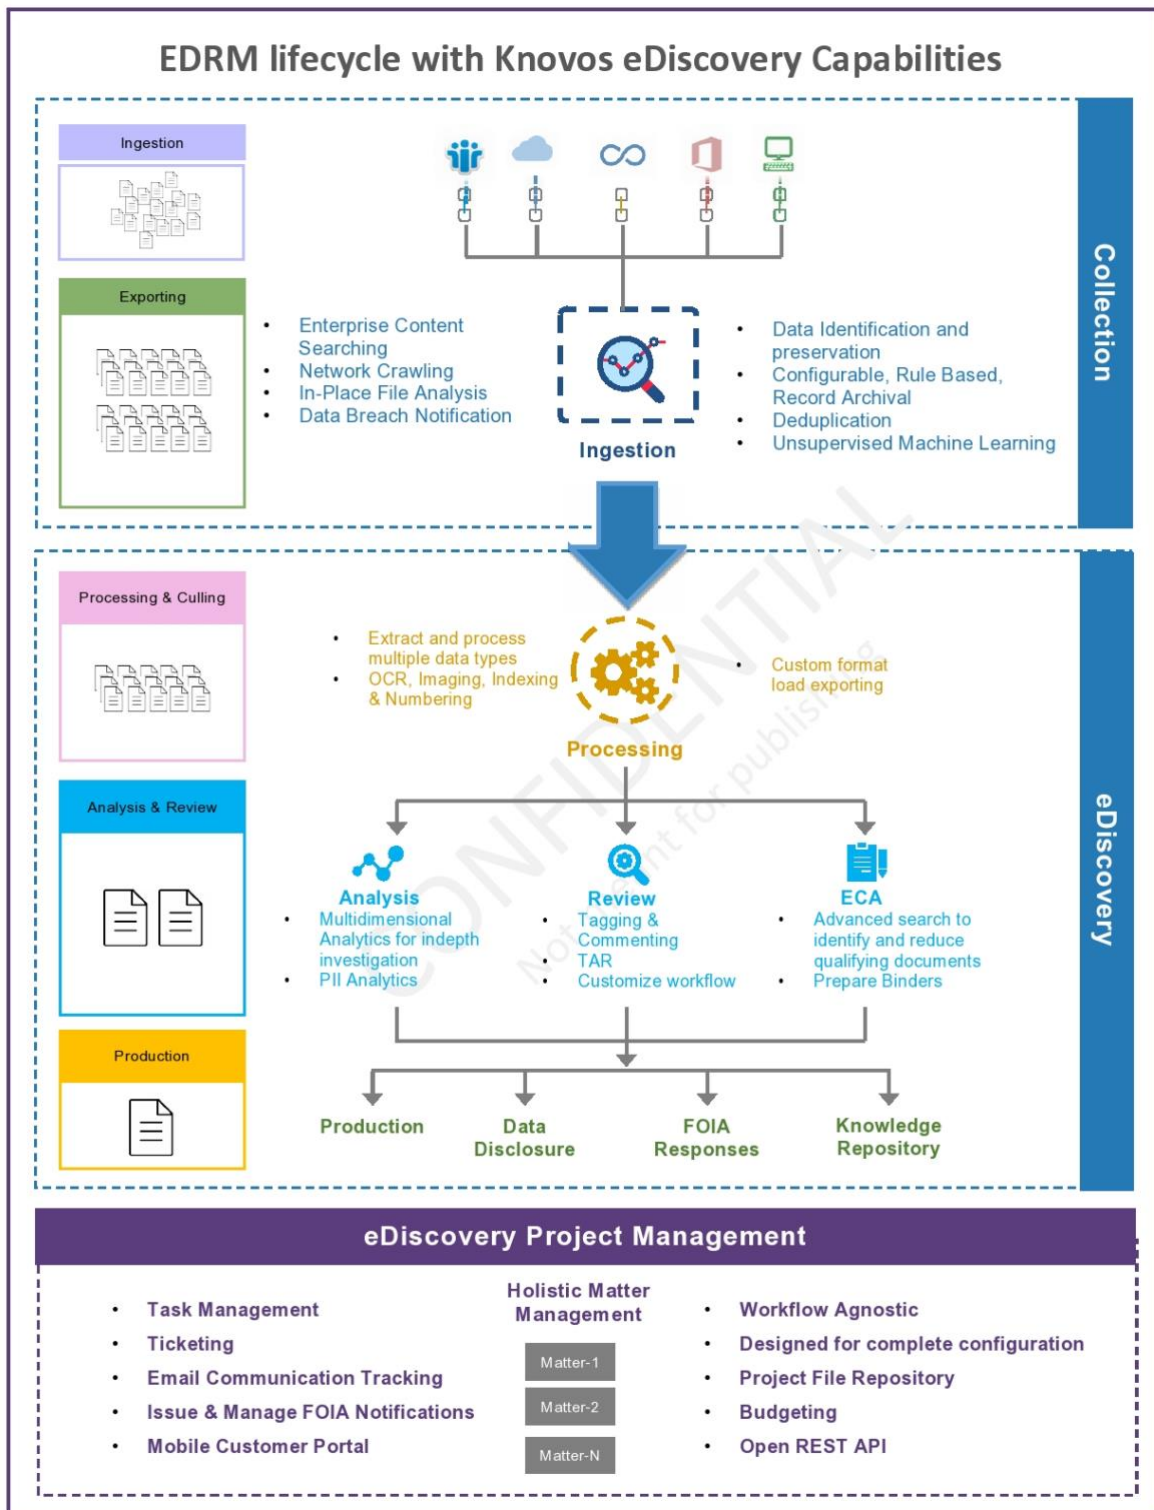 EDRM lifecycle with Knovos eDiscovery Capabilities
Ingestion
Exporting
Enterprise Content
Searching
Network Crawling
In-Place File Analysis
Data Breach Notification
Ingestion
Data Identification and
preservation
Configurable, Rule Based,
Record Archival
Deduplication
Unsupervised Machine Learning
Collection
Processing & Culling
Extract and process
multiple data types
OCR, Imaging, Indexing
& Numbering
Processing
Custom format
load exporting
Analysis & Review
Analysis
Multidimensional
Analytics for indepth
investigation
PII Analytics
Review
Tagging &
Commenting
TAR
Customize workflow
ECA
Advanced search to
identify and reduce
qualifying documents
Prepare Binders
Production
Production
Data
Disclosure
FOIA
Responses
Knowledge
Repository
eDiscovery
CONFIDENTIAL
Not meant for publishing
eDiscovery Project Management
Task Management
Ticketing
Email Communication Tracking
Issue & Manage FOIA Notifications
Mobile Customer Portal
Holistic Matter
Management
Matter-1
Matter-2
Matter-N
Workflow Agnostic
Designed for complete configuration
Project File Repository
Budgeting
Open REST API